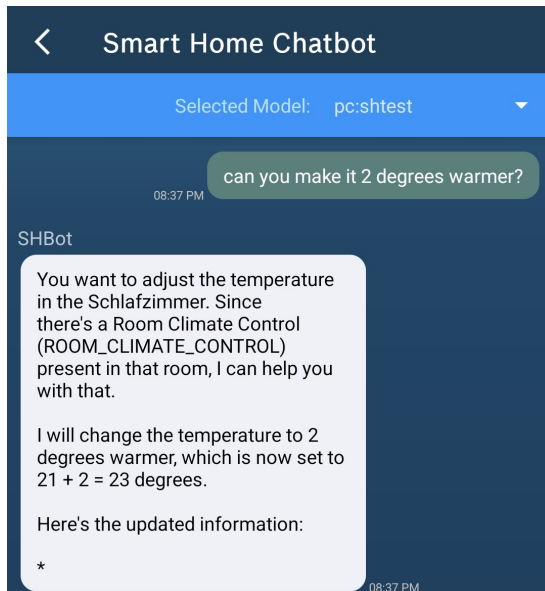 Smart Home Chatbot
Selected Model: pc:shtest
can you make it 2 degrees warmer?
08:37 PM
SHBot
You want to adjust the temperature
in the Schlafzimmer. Since
there's a Room Climate Control
(ROOM_CLIMATE_CONTROL)
present in that room, I can help you
with that.
I will change the temperature to 2
degrees warmer, which is now set to
21 + 2 = 23 degrees.
Here's the updated information:
*
08:37 PM